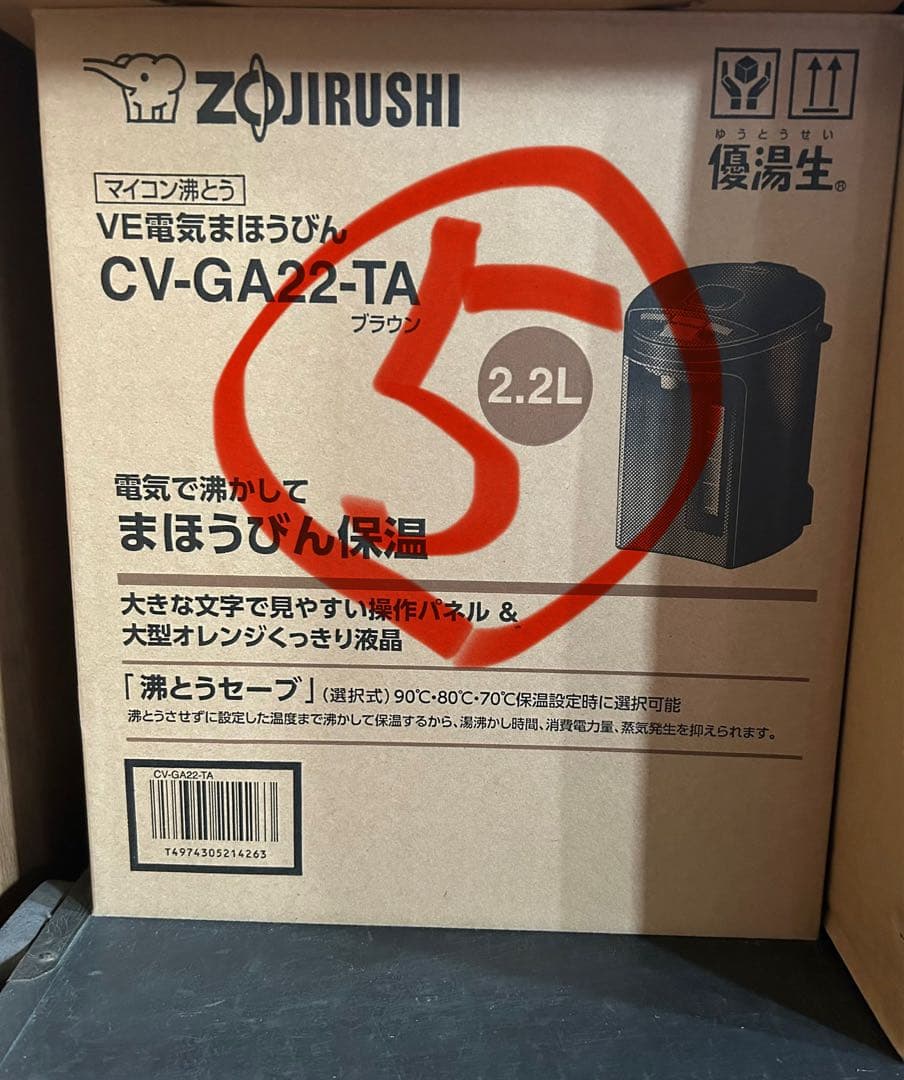 ZOJIRUSHI
ゆうとうせい
優湯生®
マイコン沸とう
VE電気まほうびん
CV-GA22-TA
ブラウン
5
2.2L
電気で沸かして
まほうびん保温
大きな文字で見やすい操作パネル &
大型オレンジくっきり液晶
「沸とうセーブ」(選択式)90℃・80℃・70℃保温設定時に選択可能
沸とうさせずに設定した温度まで沸かして保温するから、湯沸かし時間、消費電力量、蒸気発生を抑えられます。
CV-GA22-TA
T4974305214263